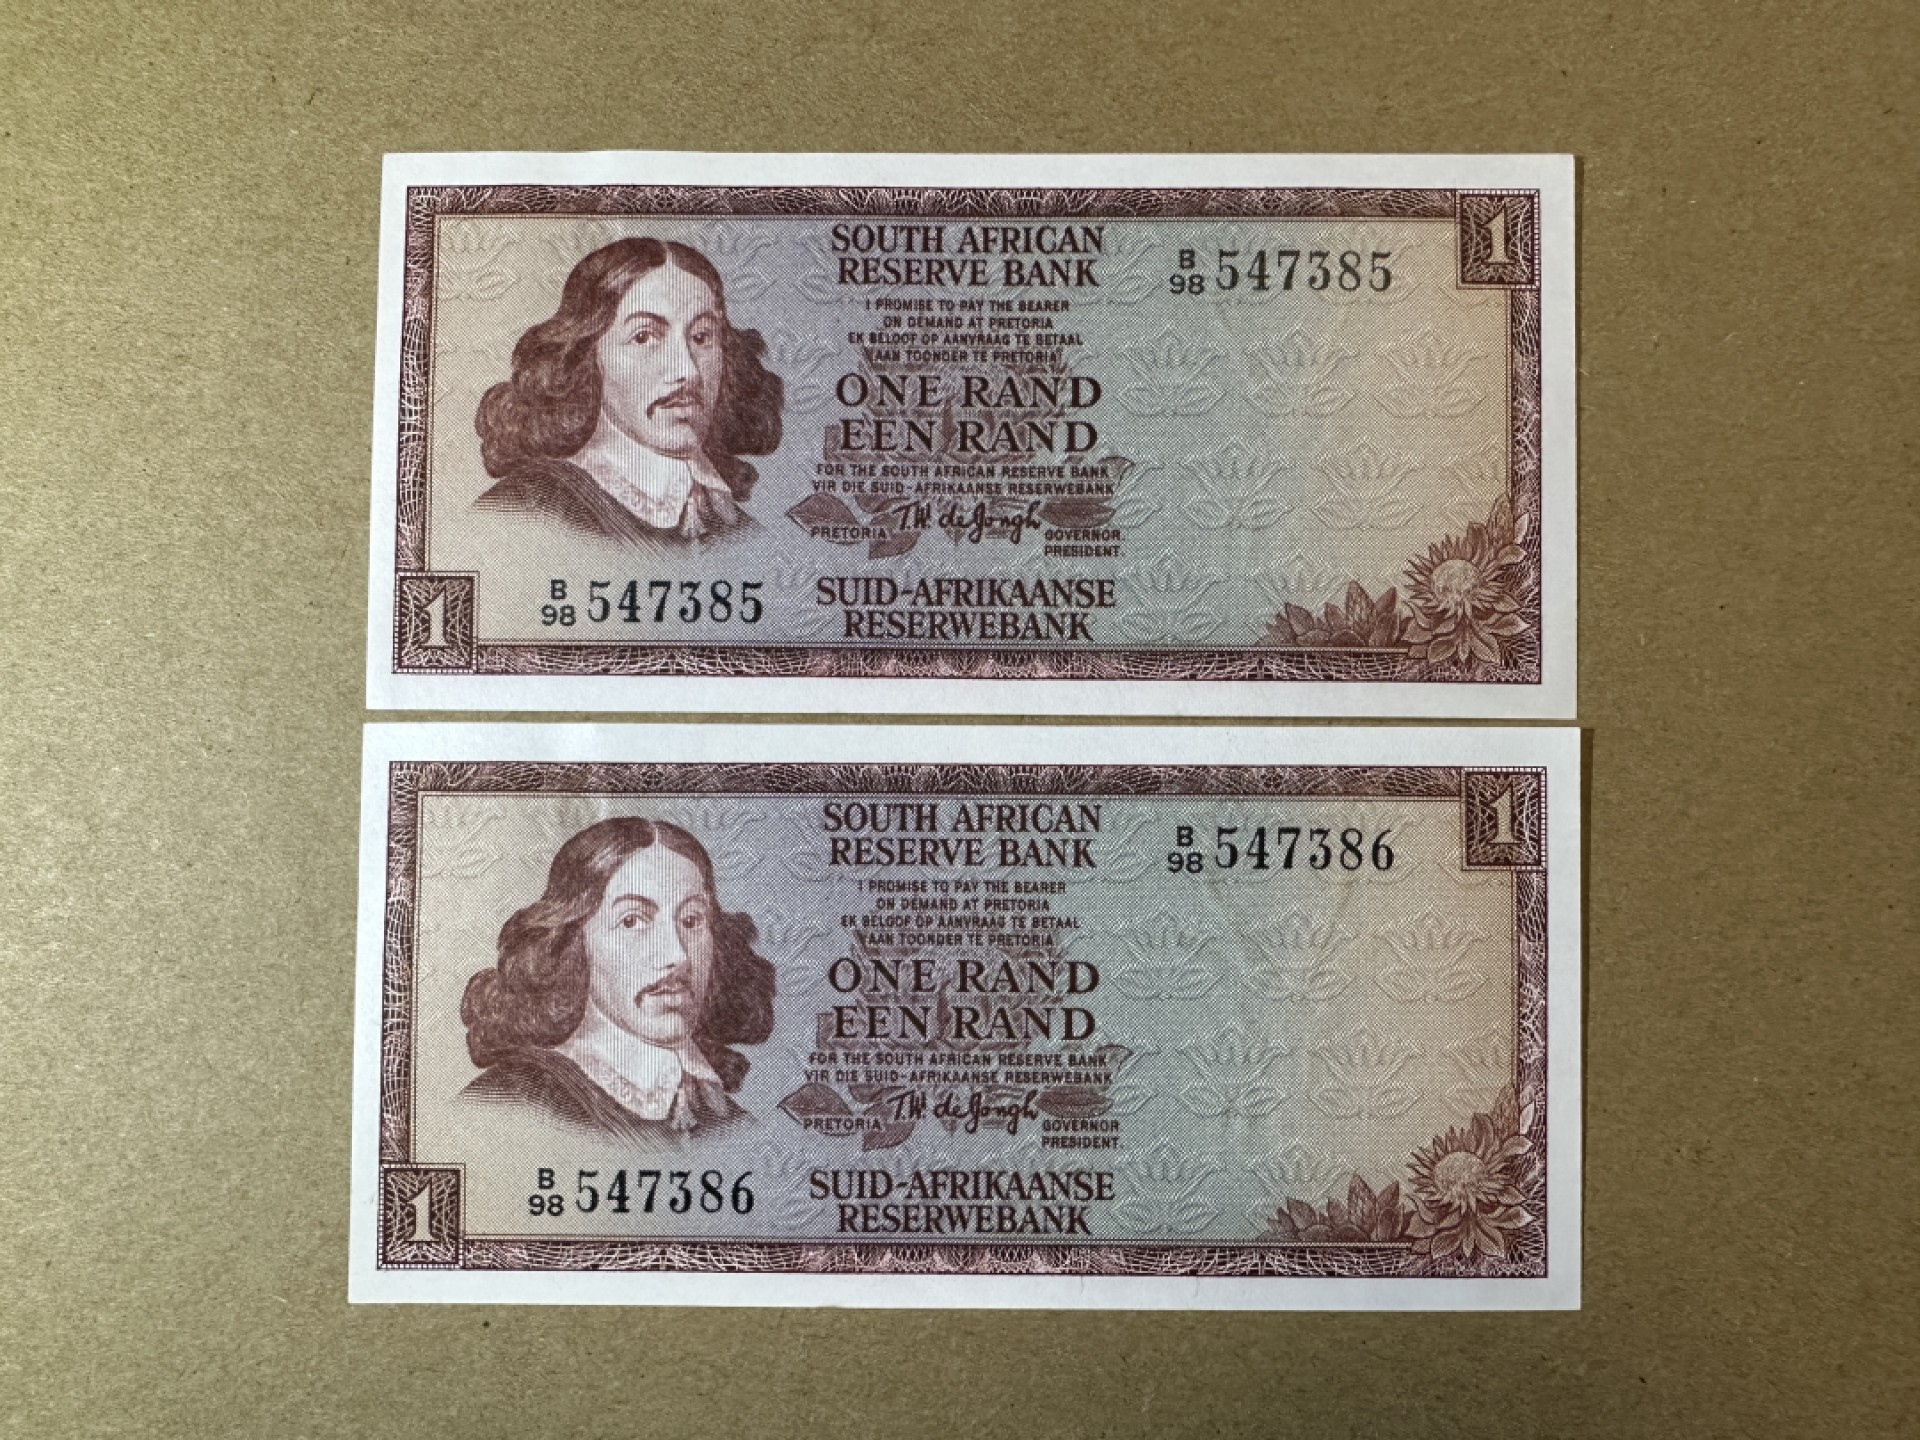 1
SOUTH AFRICAN
RESERVE BANK
B/98 547385
I PROMISE TO PAY THE BEARER
ON DEMAND AT PRETORIA
EK BELOOF OP AANVRAAG TE BETAAL
AAN TOONDER TE PRETORIA
ONE RAND
EEN RAND
FOR THE SOUTH AFRICAN RESERVE BANK
VIR DIE SUID-AFRIKAANSE RESERWEBANK
T.W. de Jongh
PRETORIA GOVERNOR.
PRESIDENT.
B/98 547385
SUID-AFRIKAANSE
RESERWEBANK
1
1
SOUTH AFRICAN
RESERVE BANK
B/98 547386
I PROMISE TO PAY THE BEARER
ON DEMAND AT PRETORIA
EK BELOOF OP AANVRAAG TE BETAAL
AAN TOONDER TE PRETORIA
ONE RAND
EEN RAND
FOR THE SOUTH AFRICAN RESERVE BANK
VIR DIE SUID-AFRIKAANSE RESERWEBANK
T.W. de Jongh
PRETORIA GOVERNOR
PRESIDENT.
B/98 547386
SUID-AFRIKAANSE
RESERWEBANK
1